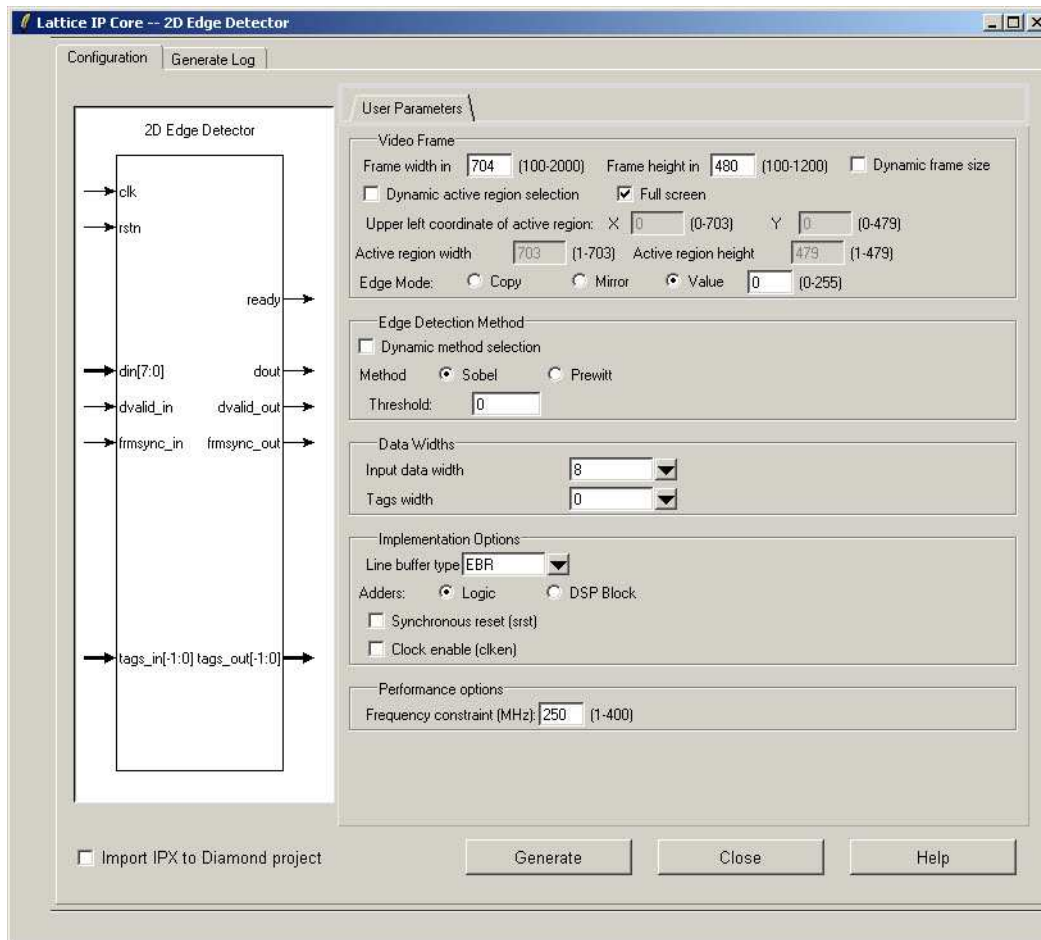 Lattice IP Core -- 2D Edge Detector
Configuration Generate Log
2D Edge Detector
clk
rstn
ready
din[7:0] dout
dvalid_in dvalid_out
frmsync_in frmsync_out
tags_in[-1:0] tags_out[-1:0]
User Parameters
Video Frame
Frame width in 704 (100-2000) Frame height in 480 (100-1200) Dynamic frame size
Dynamic active region selection Full screen
Upper left coordinate of active region: X 0 (0-703) Y 0 (0-479)
Active region width 703 (1-703) Active region height 479 (1-479)
Edge Mode: Copy Mirror Value 0 (0-255)
Edge Detection Method
Dynamic method selection
Method Sobel Prewitt
Threshold: 0
Data Widths
Input data width 8
Tags width 0
Implementation Options
Line buffer type EBR
Adders: Logic DSP Block
Synchronous reset (srst)
Clock enable (clken)
Performance options
Frequency constraint (MHz): 250 (1-400)
Import IPX to Diamond project Generate Close Help